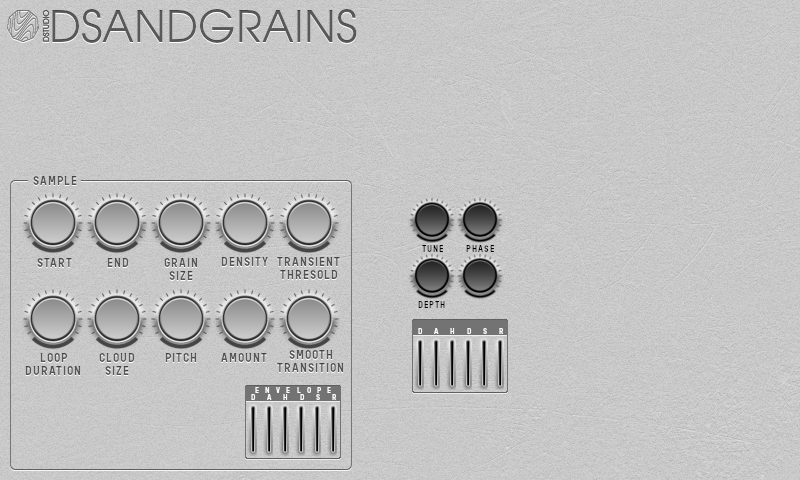 DSTUDIO
DSANDGRAINS
SAMPLE
START END GRAIN SIZE DENSITY TRANSIENT THRESOLD
LOOP DURATION CLOUD SIZE PITCH AMOUNT SMOOTH TRANSITION
ENVELOPE
D A H D S R
TUNE PHASE
DEPTH
D A H D S R